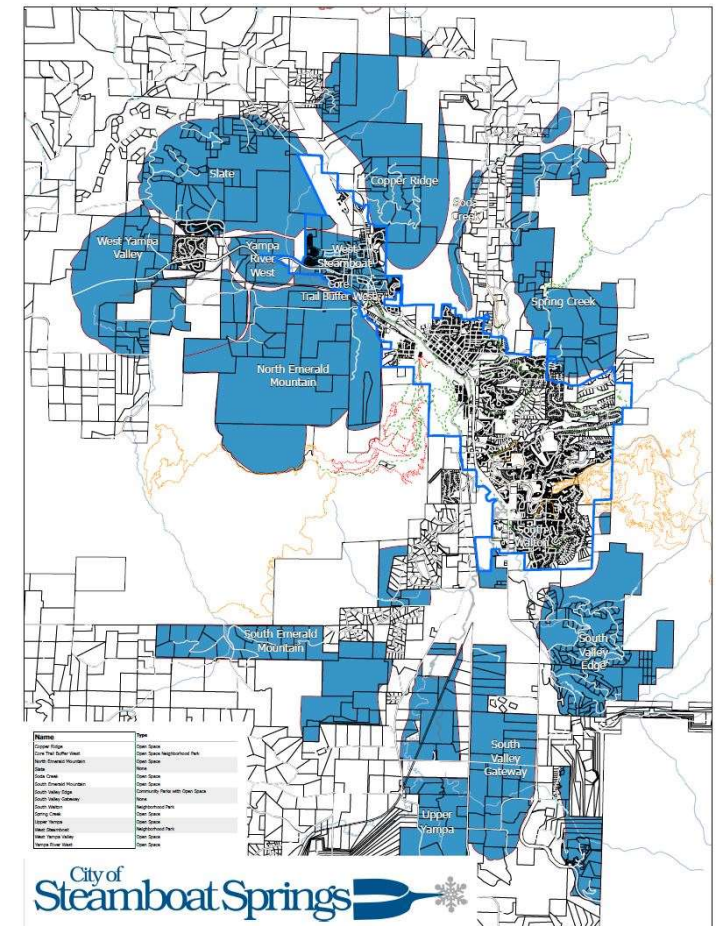 Slate
Copper Ridge
Soda
Creek
West Yampa
Valley
Yampa
River
West
West
Steamboat
Core
Trail Buffer West
Spring Creek
North Emerald
Mountain
South
Walton
South Emerald
Mountain
South
Valley
Edge
South
Valley
Gateway
Upper
Yampa
Name Type
Copper Ridge Open Space
Core Trail Buffer West Open Space Neighborhood Park
North Emerald Mountain Open Space
Slate None
Soda Creek Open Space
South Emerald Mountain Open Space
South Valley Edge Community Parks with Open Space
South Valley Gateway None
South Walton Neighborhood Park
Spring Creek Open Space
Upper Yampa Open Space
West Steamboat Neighborhood Park
West Yampa Valley Open Space
Yampa River West Open Space
City of
Steamboat Springs